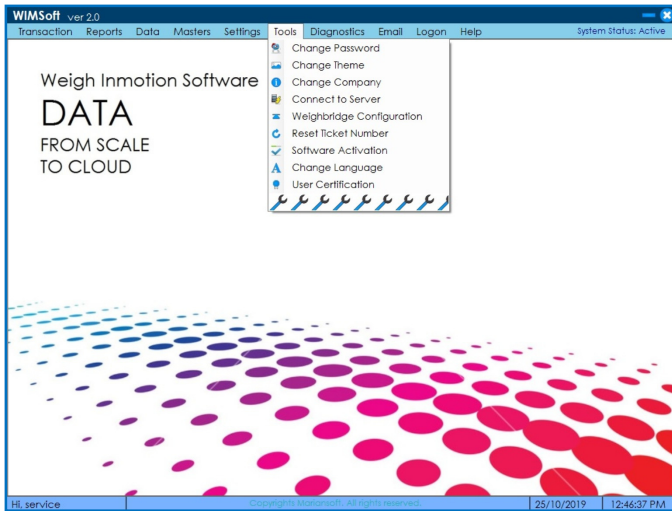 WIMSoft ver 2.0
Transaction Reports Data Masters Settings Tools Diagnostics Email Logon Help System Status: Active
Weigh Inmotion Software
DATA
FROM SCALE
TO CLOUD
Change Password
Change Theme
Change Company
Connect to Server
Weighbridge Configuration
Reset Ticket Number
Software Activation
Change Language
User Certification
Hi, service Copyrights Mariansoft. All rights reserved. 25/10/2019 12:46:37 PM